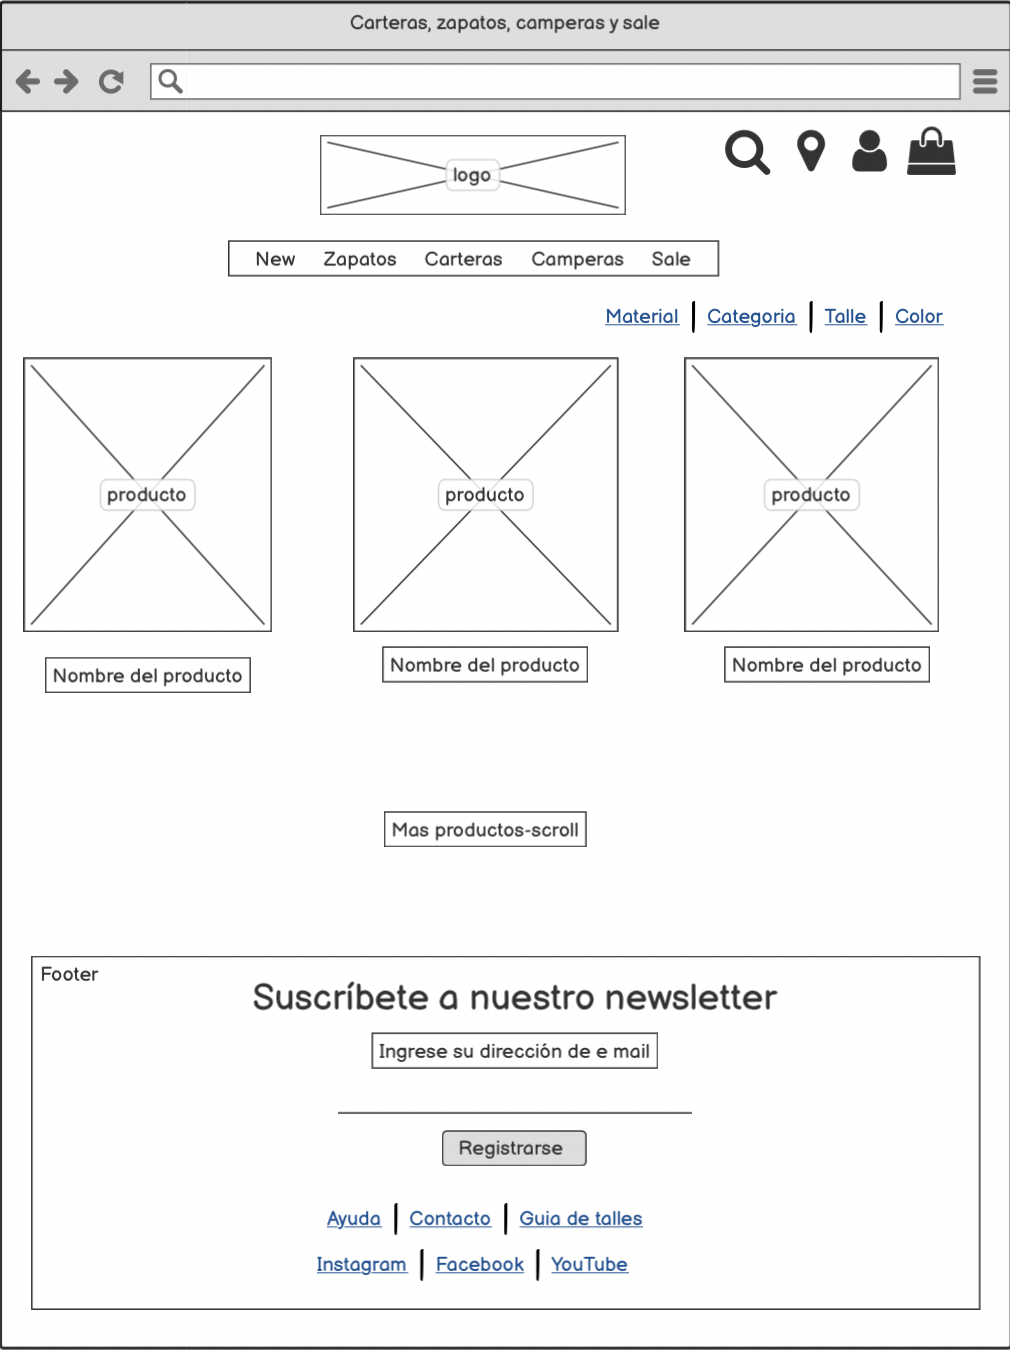 Carteras, zapatos, camperas y sale
logo
New Zapatos Carteras Camperas Sale
Material Categoria Talle Color
producto producto producto
Nombre del producto Nombre del producto Nombre del producto
Mas productos-scroll
Footer
Suscríbete a nuestro newsletter
Ingrese su dirección de e mail
Registrarse
Ayuda Contacto Guia de talles
Instagram Facebook YouTube